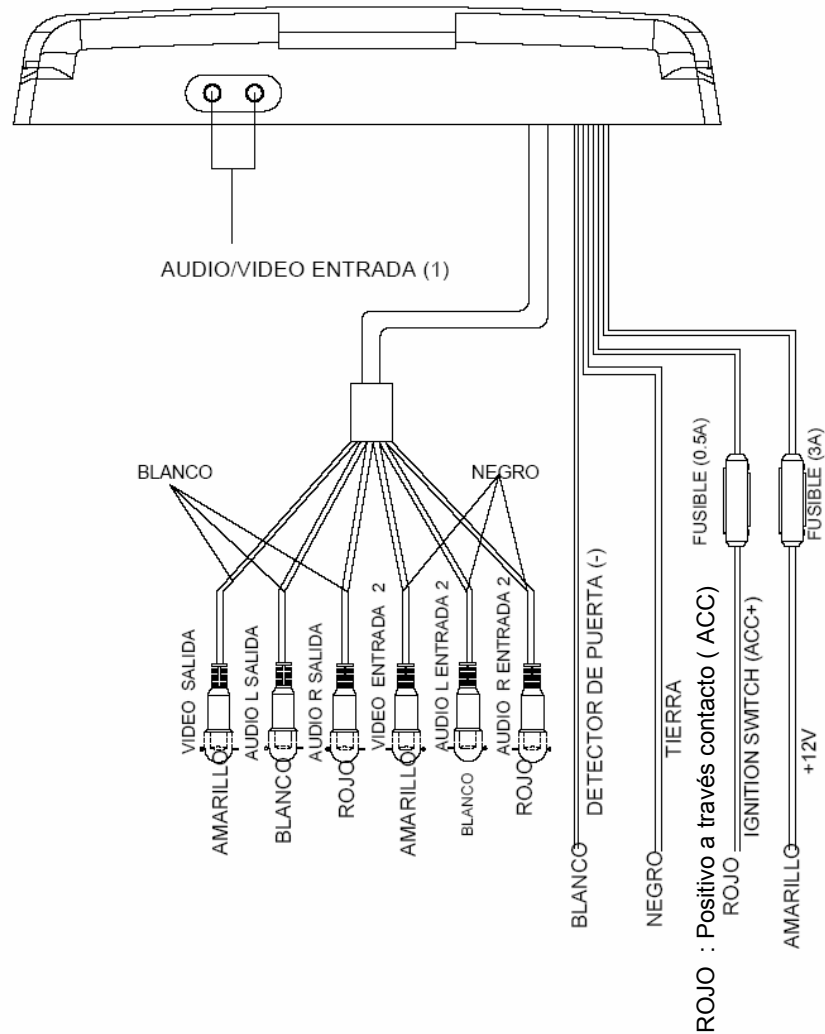 AUDIO/VIDEO ENTRADA (1)
BLANCO
NEGRO
VIDEO SALIDA
AUDIO L SALIDA
AUDIO R SALIDA
VIDEO ENTRADA 2
AUDIO L ENTRADA 2
AUDIO R ENTRADA 2
AMARILLO
BLANCO
ROJO
AMARILLO
BLANCO
ROJO
DETECTOR DE PUERTA (-)
BLANCO
TIERRA
NEGRO
ROJO : Positivo a través contacto ( ACC)
FUSIBLE (0.5A)
IGNITION SWITCH (ACC+)
ROJO
FUSIBLE (3A)
+12V
AMARILLO